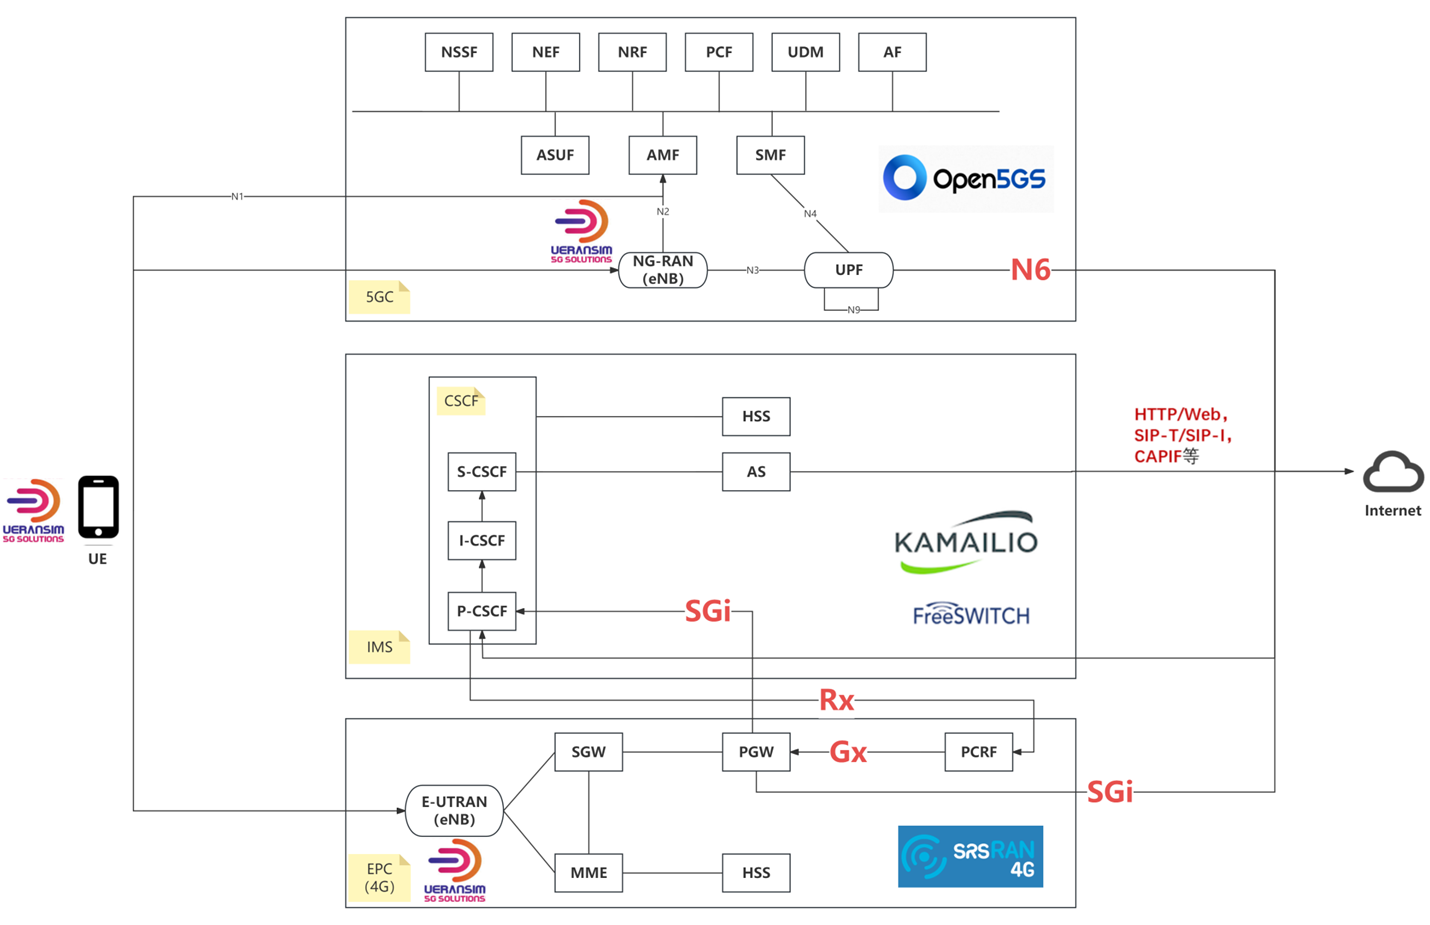 NSSF
NEF
NRF
PCF
UDM
AF
ASUF
AMF
SMF
Open5GS
N1
N2
N4
UERANSIM
5G SOLUTIONS
NG-RAN
(eNB)
N3
UPF
N6
N9
5GC
CSCF
HSS
HTTP/Web，
SIP-T/SIP-I，
CAPIF等
S-CSCF
AS
I-CSCF
P-CSCF
SGi
KAMAILIO
FreeSWITCH
IMS
UERANSIM
5G SOLUTIONS
UE
Internet
Rx
SGW
PGW
Gx
PCRF
SGi
E-UTRAN
(eNB)
MME
HSS
EPC
(4G)
UERANSIM
5G SOLUTIONS
SRSRAN
4G